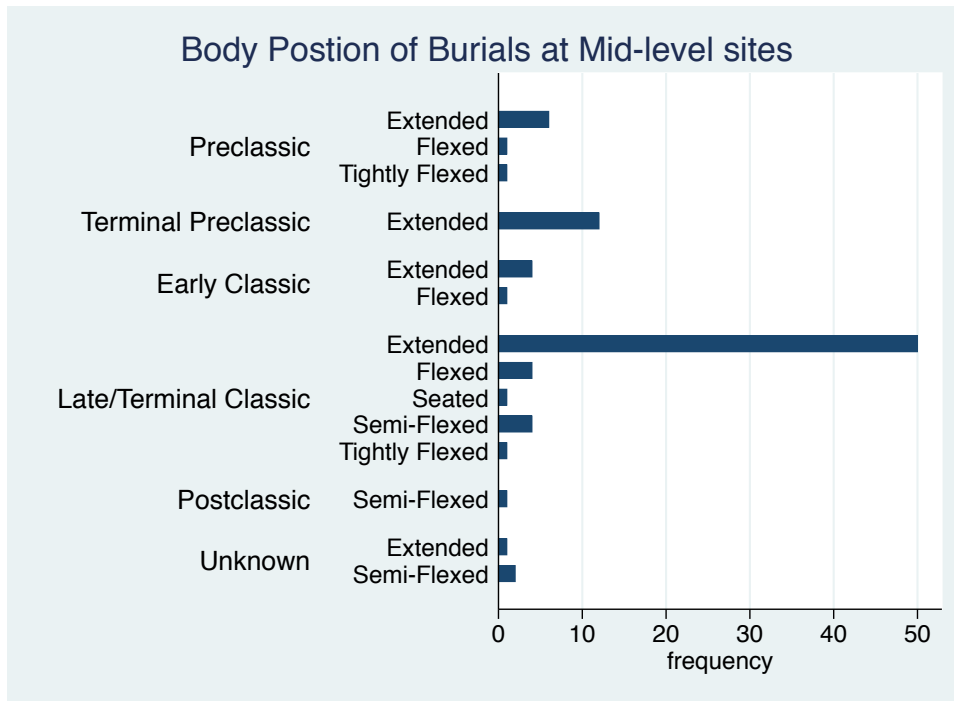 Body Postion of Burials at Mid-level sites
Preclassic
Extended
Flexed
Tightly Flexed
Terminal Preclassic
Extended
Early Classic
Extended
Flexed
Late/Terminal Classic
Extended
Flexed
Seated
Semi-Flexed
Tightly Flexed
Postclassic
Semi-Flexed
Unknown
Extended
Semi-Flexed
0 10 20 30 40 50
frequency